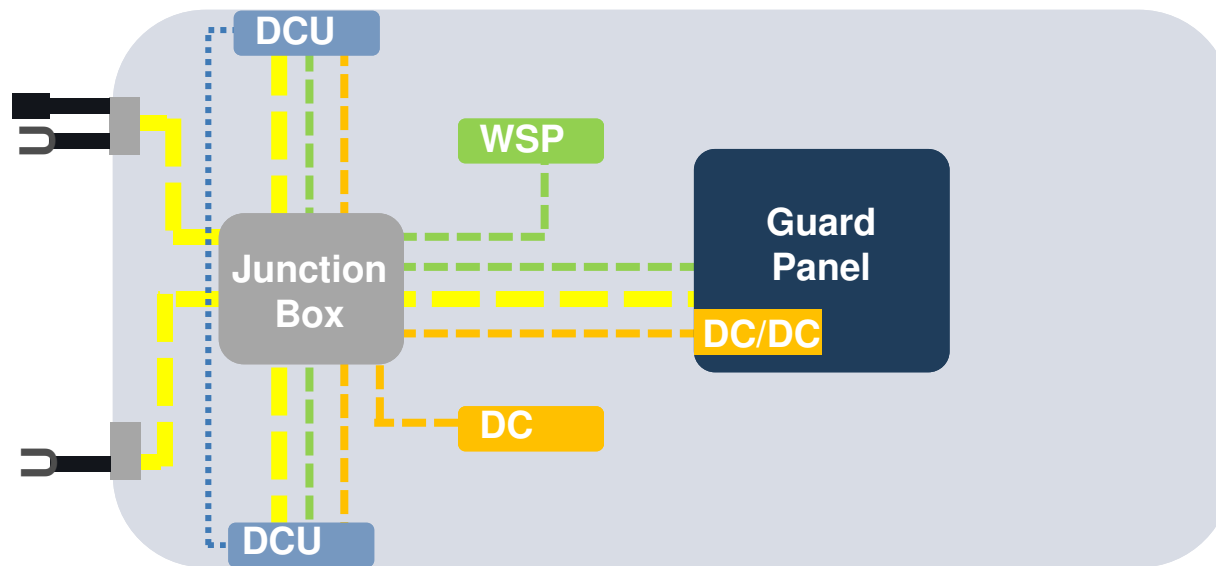 DCU
WSP
Guard
Panel
Junction
Box
DC/DC
DC
DCU